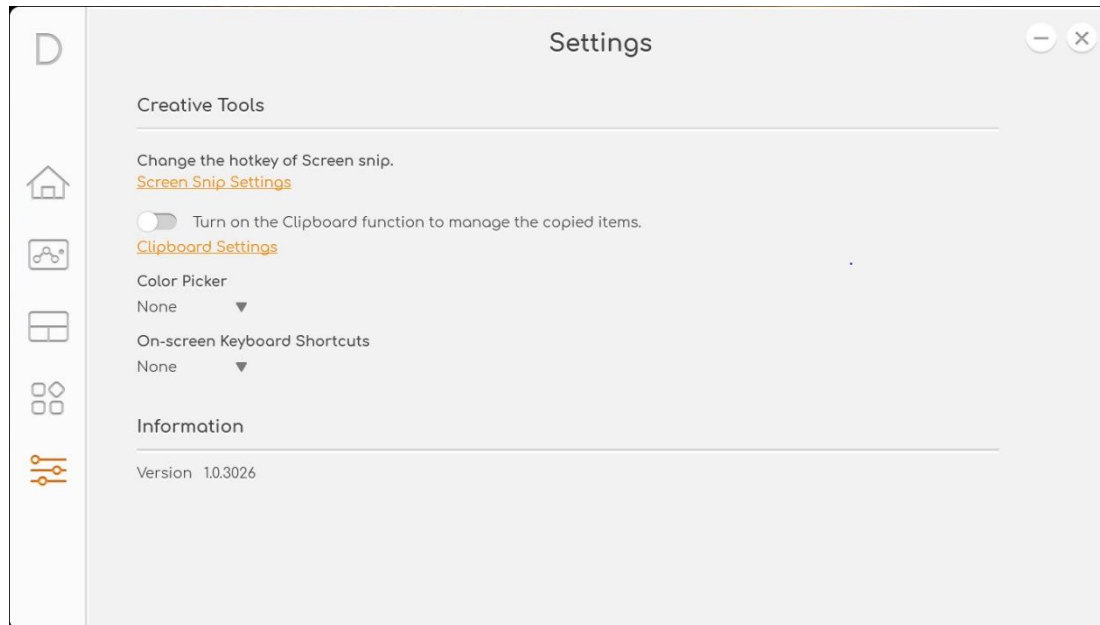 D
Settings
Creative Tools
Change the hotkey of Screen snip.
Screen Snip Settings
Turn on the Clipboard function to manage the copied items.
Clipboard Settings
Color Picker
None
On-screen Keyboard Shortcuts
None
Information
Version 1.0.3026